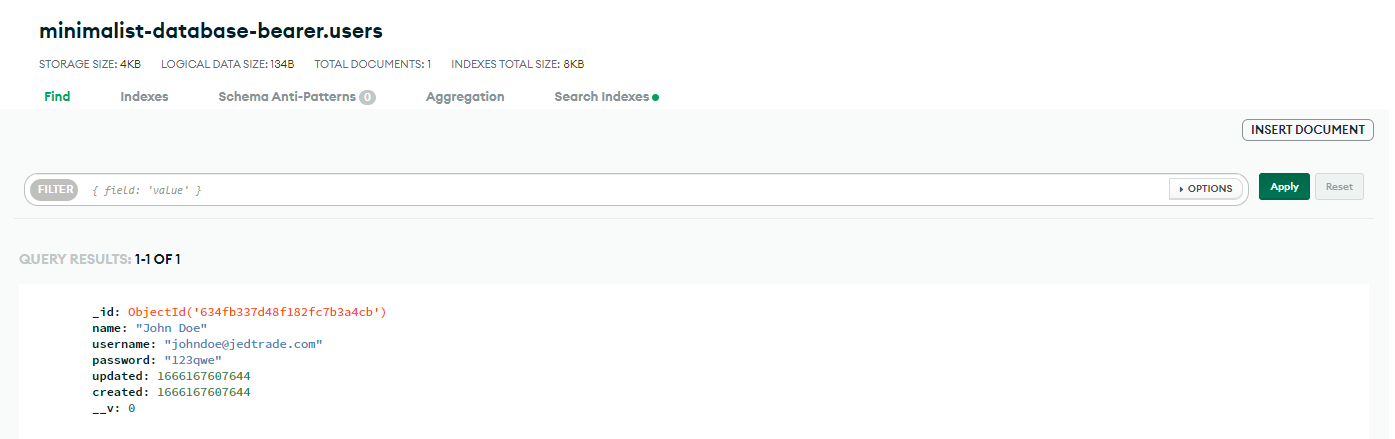 minimalist-database-bearer.users
STORAGE SIZE: 4KB LOGICAL DATA SIZE: 134B TOTAL DOCUMENTS: 1 INDEXES TOTAL SIZE: 8KB
Find Indexes Schema Anti-Patterns 0 Aggregation Search Indexes
INSERT DOCUMENT
FILTER { field: 'value' } OPTIONS Apply Reset
QUERY RESULTS: 1-1 OF 1
_id: ObjectId('634fb337d48f182fc7b3a4cb')
name: "John Doe"
username: "johndoe@jedtrade.com"
password: "123qwe"
updated: 1666167607644
created: 1666167607644
__v: 0